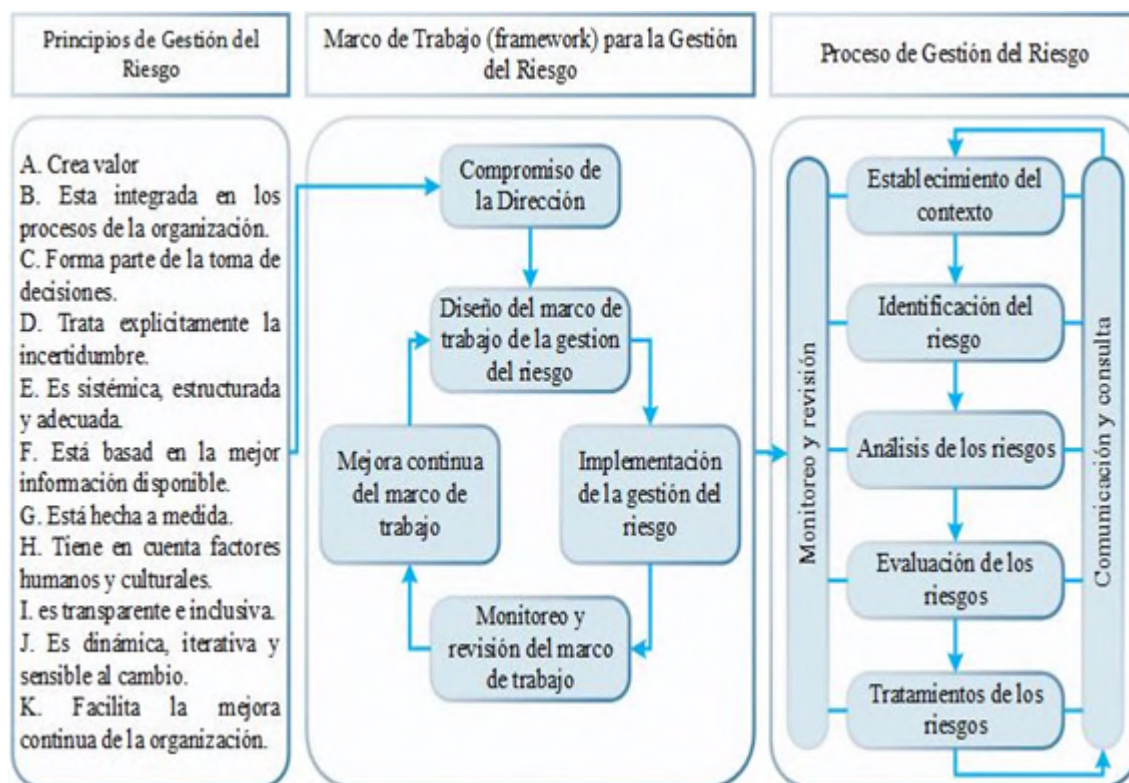 Principios de Gestión del
Riesgo
Marco de Trabajo (framework) para la Gestión
del Riesgo
Proceso de Gestión del Riesgo
A. Crea valor
B. Esta integrada en los
procesos de la organización.
C. Forma parte de la toma de
decisiones.
D. Trata explicitamente la
incertidumbre.
E. Es sistémica, estructurada
y adecuada.
F. Está basad en la mejor
información disponible.
G. Está hecha a medida.
H. Tiene en cuenta factores
humanos y culturales.
I. es transparente e inclusiva.
J. Es dinámica, iterativa y
sensible al cambio.
K. Facilita la mejora
continua de la organización.
Compromiso de
la Dirección
Diseño del marco de
trabajo de la gestion
del riesgo
Mejora continua
del marco de
trabajo
Implementación
de la gestión del
riesgo
Monitoreo y
revisión del marco
de trabajo
Monitoreo y revisión
Establecimiento del
contexto
Identificación del
riesgo
Análisis de los riesgos
Evaluación de los
riesgos
Tratamientos de los
riesgos
Comunicación y consulta